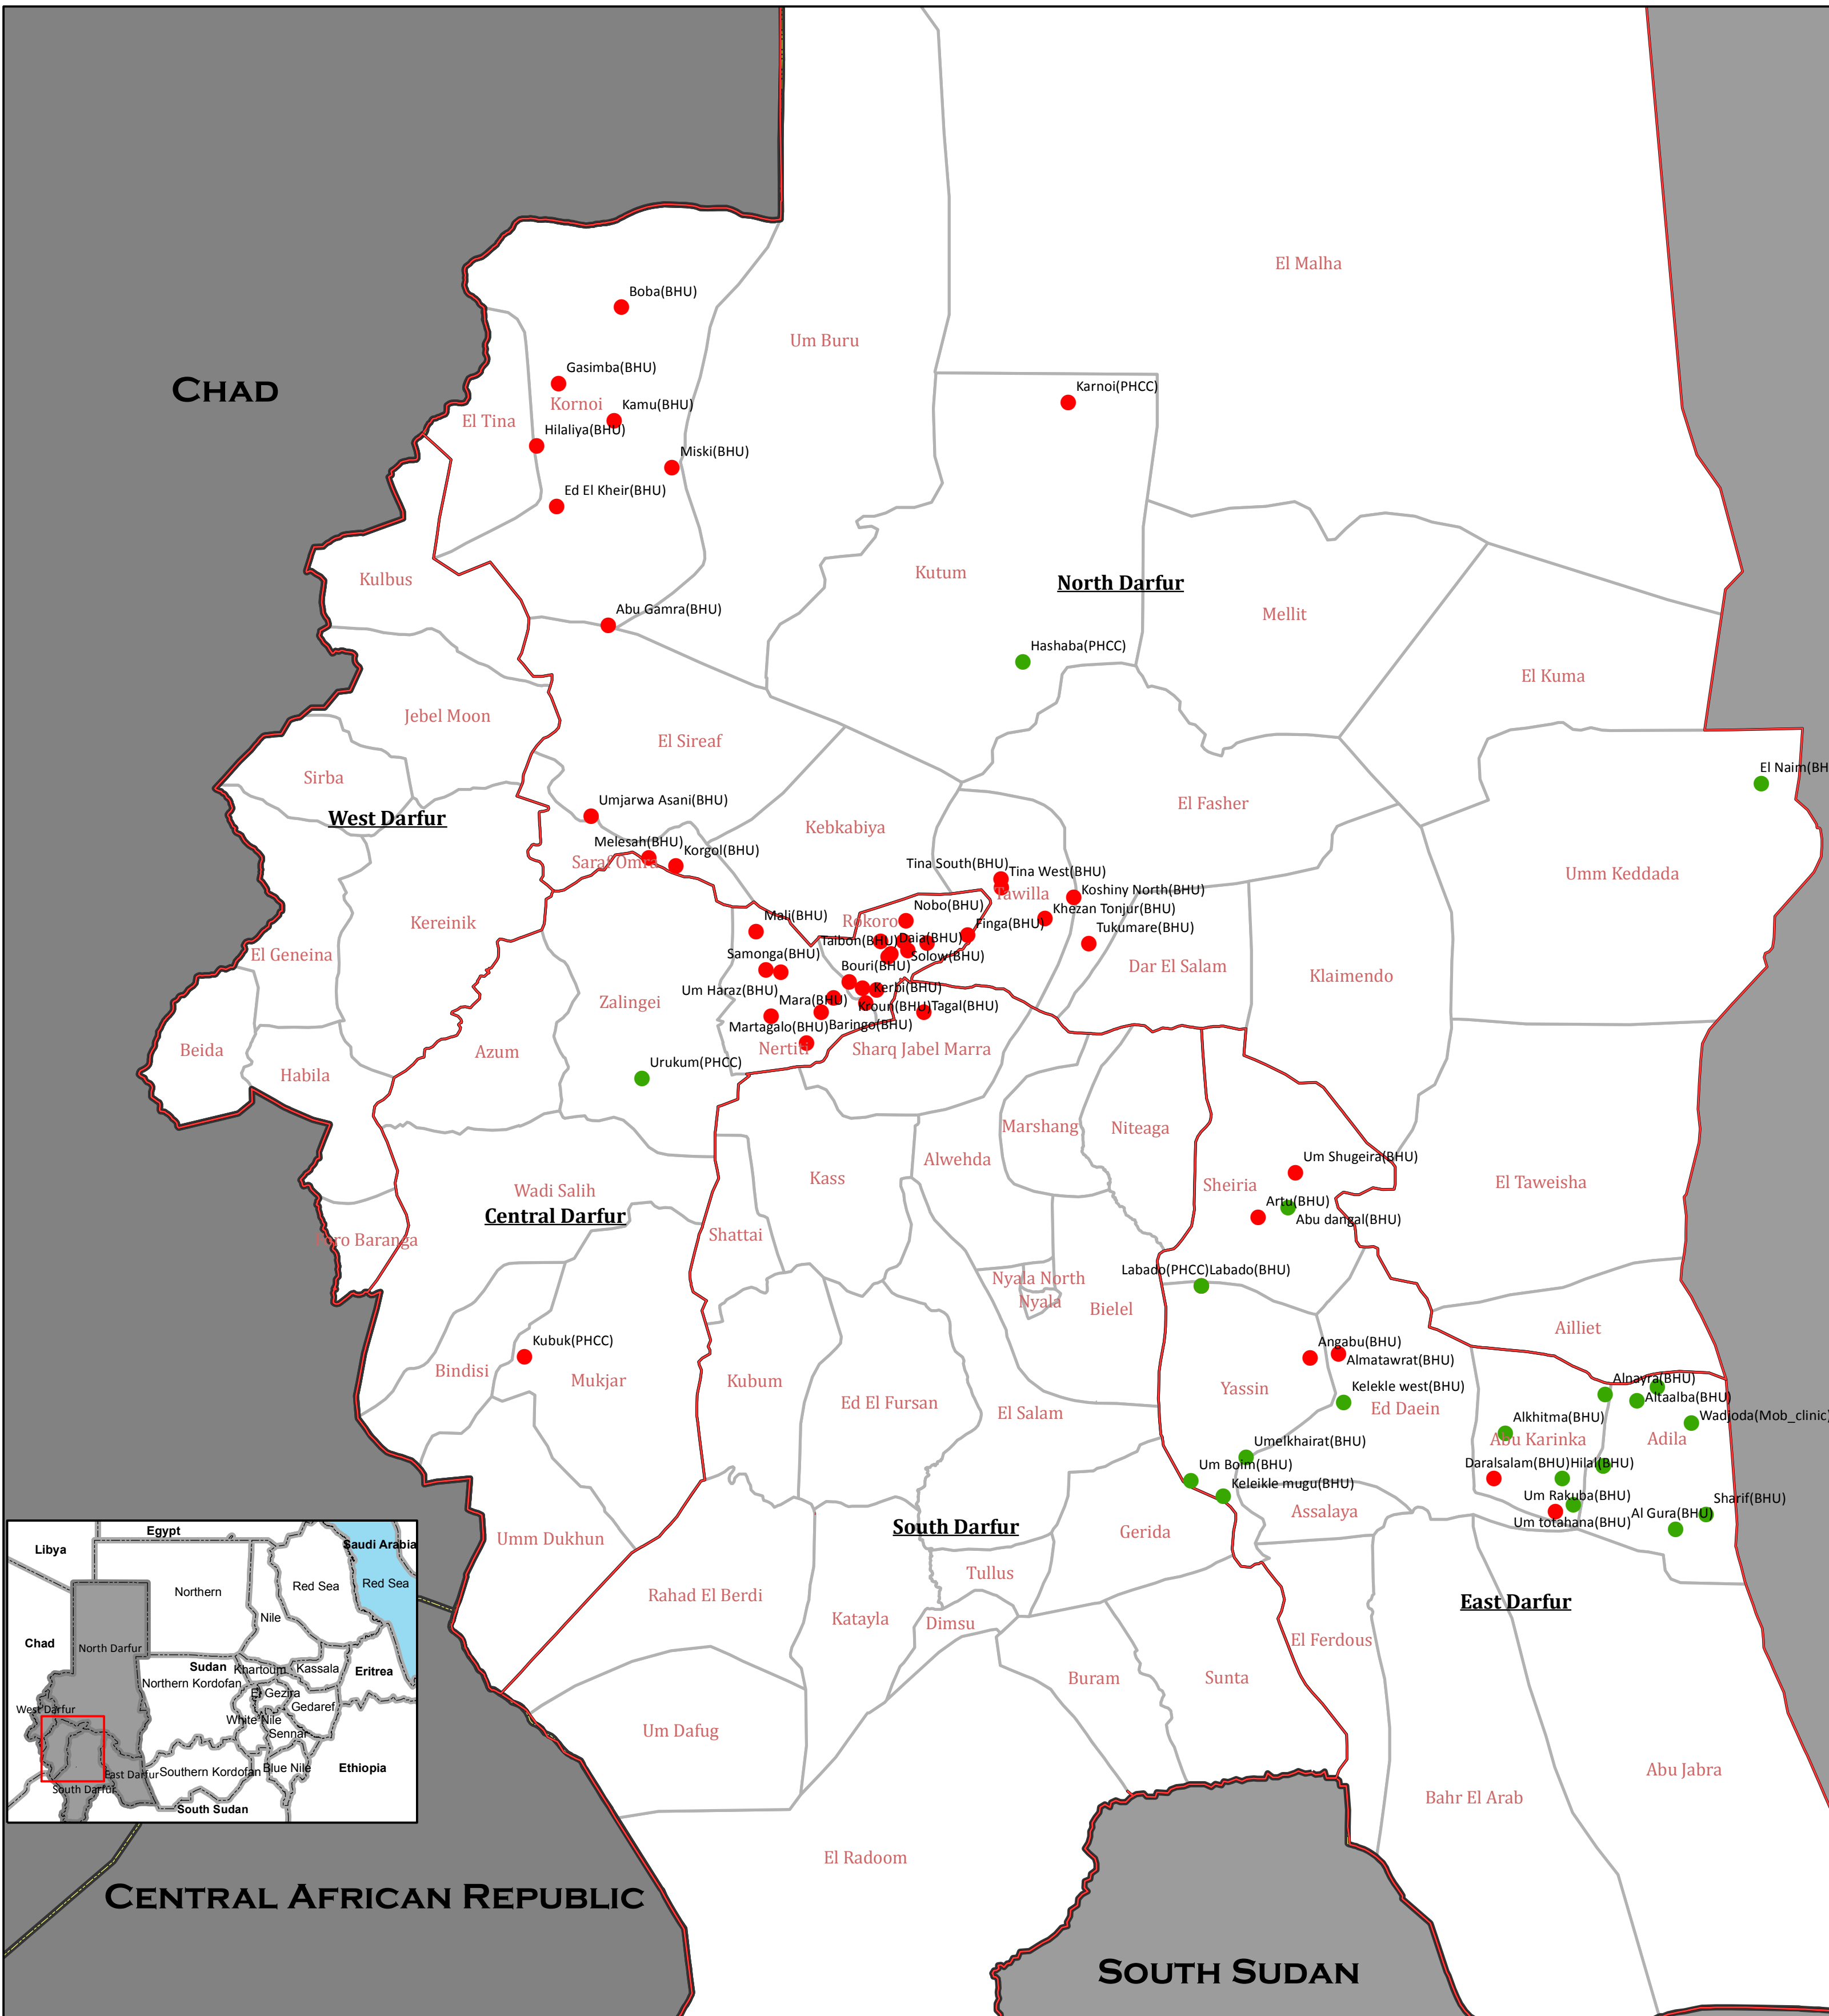 El Malha
Boba(BHU)
Um Buru
Gasimba(BHU)
CHAD
Karnoi(PHCC)
Kornoi
Kamu(BHU)
El Tina
Hilaliya(BHU)
Miski(BHU)
Ed El Kheir(BHU)
Kulbus
Kutum
North Darfur
Abu Gamra(BHU)
Mellit
Hashaba(PHCC)
El Kuma
Jebel Moon
El Sireaf
Sirba
El Naim(BH
Umjarwa Asani(BHU)
El Fasher
West Darfur
Kebkabiya
Melesah(BHU)
Korgol(BHU)
Saraf Omra
Tina South(BHU)
Tina West(BHU)
Umm Keddada
Tawilla
Koshiny North(BHU)
Nobo(BHU)
Khezan Tonjur(BHU)
Mali(BHU)
Rokoro
Finga(BHU)
Kereinik
Tukumare(BHU)
Taibon(BHU)
Daia(BHU)
El Geneina
Samonga(BHU)
Solow(BHU)
Bouri(BHU)
Dar El Salam
Klaimendo
Um Haraz(BHU)
Kerbi(BHU)
Zalingei
Mara(BHU)
Kroun(BHU)
Tagal(BHU)
Martagalo(BHU)
Baringo(BHU)
Beida
Azum
Nertiti
Sharq Jabel Marra
Urukum(PHCC)
Habila
Marshang
Niteaga
Alwehda
Um Shugeira(BHU)
Kass
Sheiria
El Taweisha
Wadi Salih
Artu(BHU)
Central Darfur
Abu dangal(BHU)
Shattai
oro Baranga
Labado(PHCC)
Labado(BHU)
Nyala North
Nyala
Bielel
Ailliet
Kubuk(PHCC)
Angabu(BHU)
Almatawrat(BHU)
Bindisi
Mukjar
Kubum
Yassin
Kelekle west(BHU)
Alnayra(BHU)
Ed El Fursan
Ed Daein
Altaalba(BHU)
El Salam
Alkhitma(BHU)
Wadjoda(Mob_clinic)
Abu Karinka
Adila
Umelkhairat(BHU)
Um Boim(BHU)
Daralsalam(BHU)
Hilal(BHU)
Keleikle mugu(BHU)
Um Rakuba(BHU)
Sharif(BHU)
Assalaya
Al Gura(BHU)
Um totahana(BHU)
South Darfur
Gerida
Umm Dukhun
Tullus
Rahad El Berdi
East Darfur
Katayla
Dimsu
El Ferdous
Buram
Sunta
Um Dafug
Abu Jabra
Bahr El Arab
El Radoom
CENTRAL AFRICAN REPUBLIC
SOUTH SUDAN
Egypt
Libya
Saudi Arabia
Northern
Red Sea
Red Sea
Nile
Chad
North Darfur
Sudan
Khartoum
Kassala
Eritrea
Northern Kordofan
El Gezira
Gedaref
West Darfur
White Nile
Sennar
East Darfur
Southern Kordofan
Blue Nile
Ethiopia
South Darfur
South Sudan